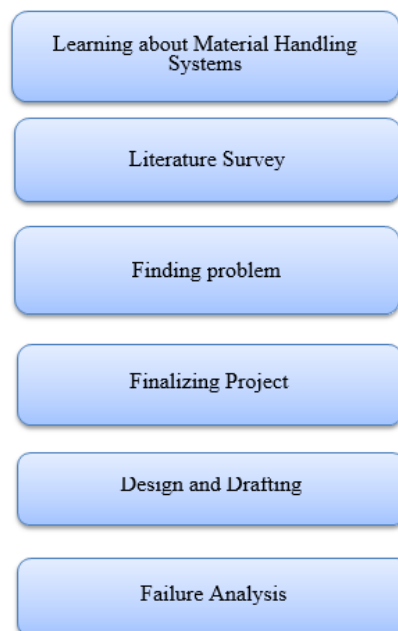 Learning about Material Handling
Systems
Literature Survey
Finding problem
Finalizing Project
Design and Drafting
Failure Analysis